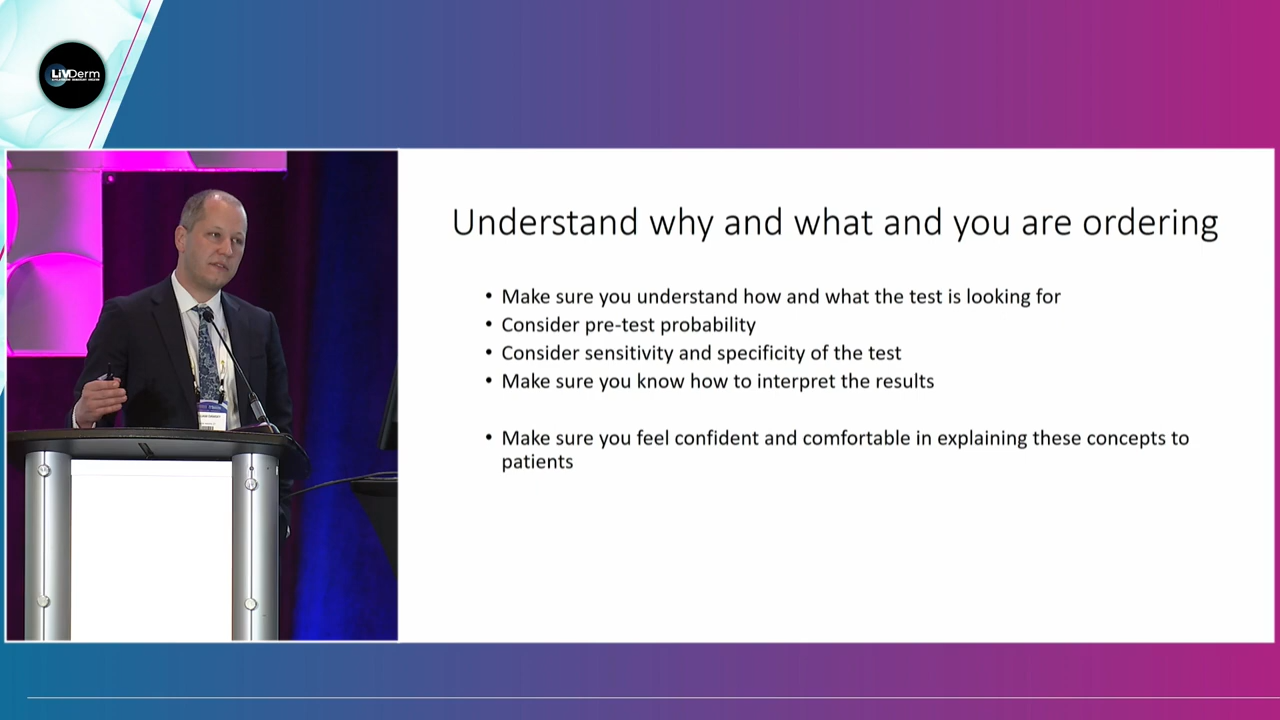 LiVDerm
Understand why and what and you are ordering
• Make sure you understand how and what the test is looking for
• Consider pre-test probability
• Consider sensitivity and specificity of the test
• Make sure you know how to interpret the results
• Make sure you feel confident and comfortable in explaining these concepts to
patients